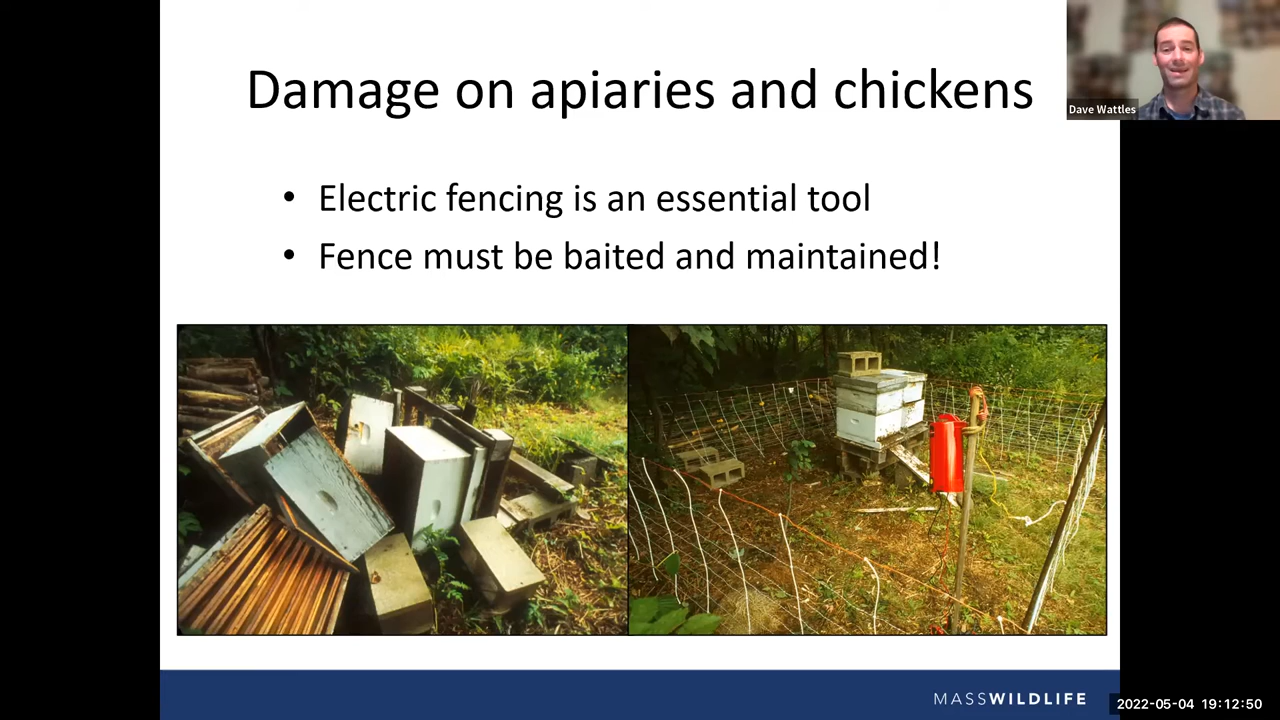 Damage on apiaries and chickens
Dave Wattles
• Electric fencing is an essential tool
• Fence must be baited and maintained!
MASSWILDLIFE
2022-05-04 19:12:50